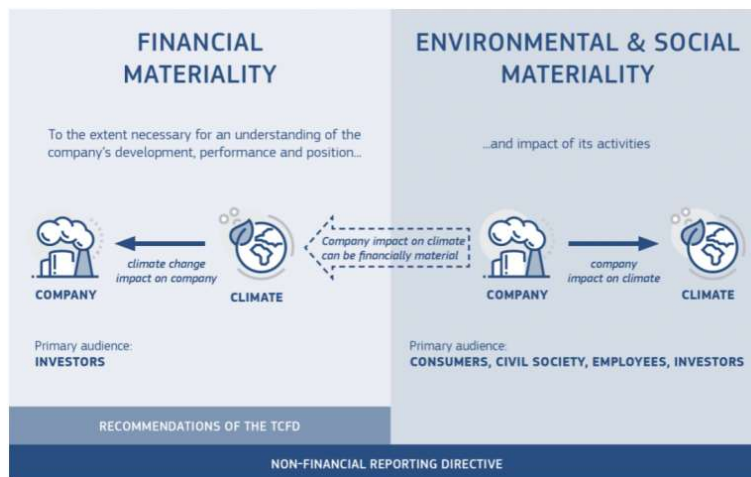 FINANCIAL
MATERIALITY
To the extent necessary for an understanding of the
company's development, performance and position...
climate change
impact on company
COMPANY
CLIMATE
Primary audience:
INVESTORS
RECOMMENDATIONS OF THE TCFD
Company impact on climate
can be financially material
ENVIRONMENTAL & SOCIAL
MATERIALITY
...and impact of its activities
company
impact on climate
COMPANY
CLIMATE
Primary audience:
CONSUMERS, CIVIL SOCIETY, EMPLOYEES, INVESTORS
NON-FINANCIAL REPORTING DIRECTIVE